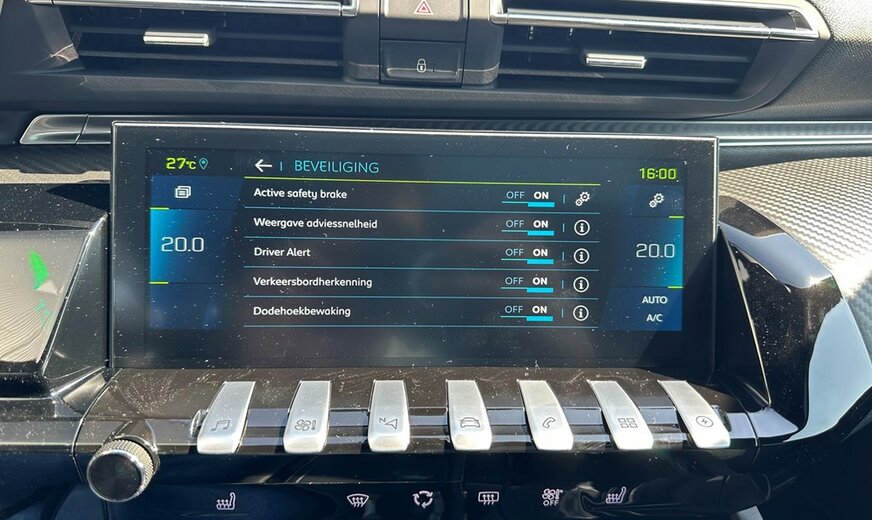 27°C
BEVEILIGING
16:00
Active safety brake OFF ON
Weergave adviessnelheid OFF ON
20.0
Driver Alert OFF ON
20.0
Verkeersbordherkenning OFF ON
AUTO
Dodehoekbewaking OFF ON
A/C
N
OFF